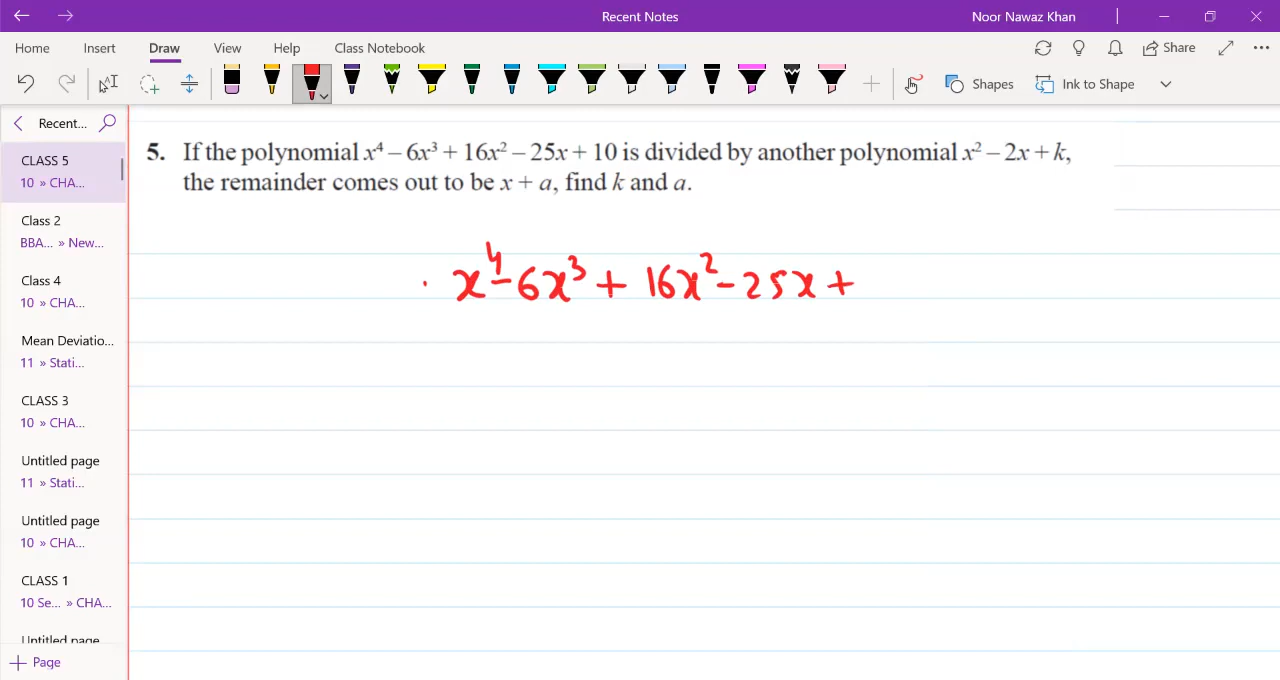 Recent Notes
Noor Nawaz Khan
Home Insert Draw View Help Class Notebook Share
Shapes Ink to Shape
Recent...
CLASS 5
10 » CHA...
Class 2
BBA... » New...
Class 4
10 » CHA...
Mean Deviatio...
11 » Stati...
CLASS 3
10 » CHA...
Untitled page
11 » Stati...
Untitled page
10 » CHA...
CLASS 1
10 Se... » CHA...
Untitled page
+ Page
5. If the polynomial x⁴ – 6x³ + 16x² – 25x + 10 is divided by another polynomial x² – 2x + k,
the remainder comes out to be x + a, find k and a.
x⁴ - 6x³ + 16x² - 25x +